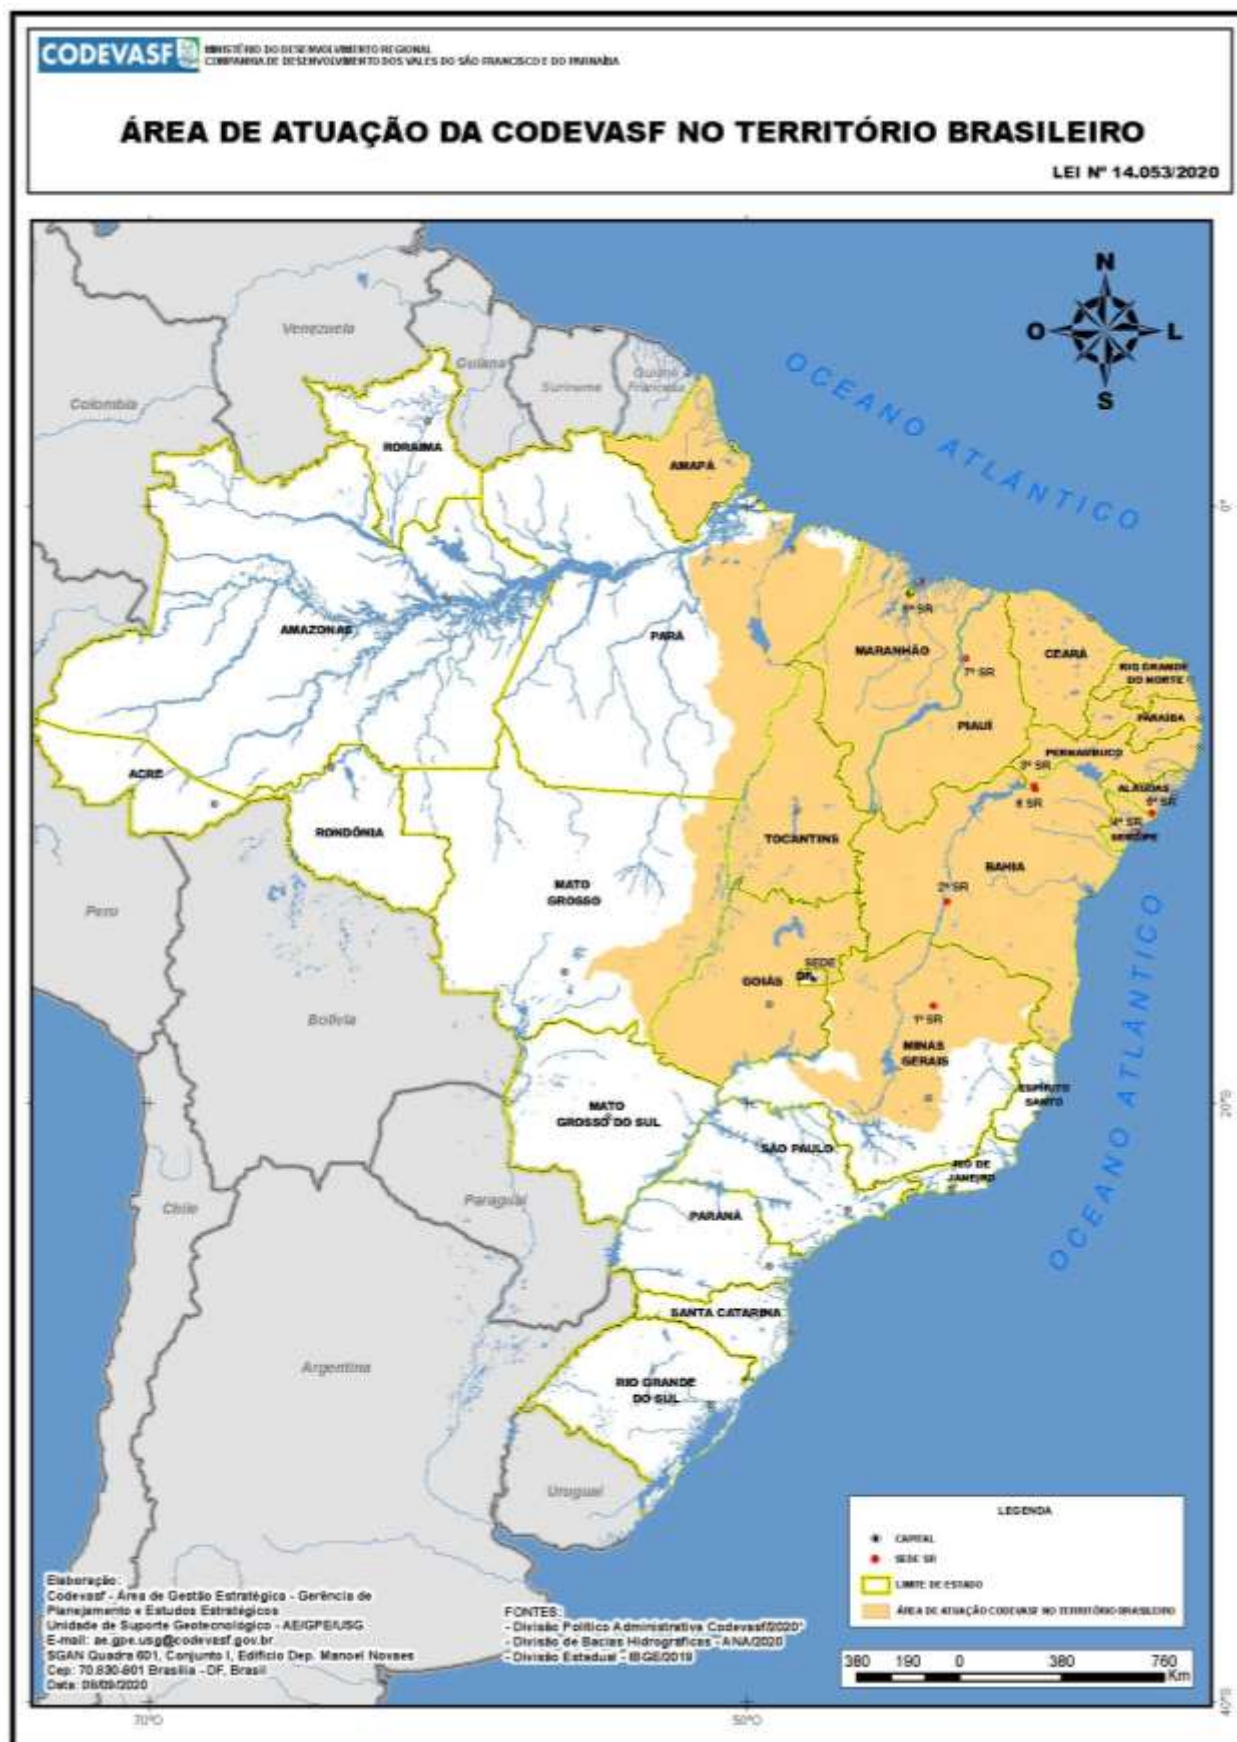 CODEVASF
MINISTÉRIO DO DESENVOLVIMENTO REGIONAL
COMPANHIA DE DESENVOLVIMENTO DOS VALES DO SÃO FRANCISCO E DO PARNAÍBA
ÁREA DE ATUAÇÃO DA CODEVASF NO TERRITÓRIO BRASILEIRO
LEI Nº 14.053/2020
N
O
L
S
OCEANO ATLÂNTICO
Venezuela
Guiana
Suriname
Guiana
Francesa
Colombia
RORAIMA
AMAPÁ
0°
AMAZONAS
PARÁ
MARANHÃO
8ª SR
CEARÁ
RIO GRANDE
DO NORTE
7ª SR
PARAÍBA
PIAUÍ
PERNAMBUCO
3ª SR
ACRE
ALAGOAS
5ª SR
6 SR
4ª SR
SERGIPE
RONDÔNIA
TOCANTINS
BAHIA
MATO
GROSSO
2ª SR
Peru
SEDE
DF
GOIÁS
1ª SR
Bolivia
MINAS
GERAIS
OCEANO ATLÂNTICO
ESPÍRITO
SANTO
20°S
MATO
GROSSO DO SUL
SÃO PAULO
RIO DE
JANEIRO
Chile
Paraguai
PARANÁ
SANTA CATARINA
Argentina
RIO GRANDE
DO SUL
Uruguai
LEGENDA
CAPITAL
SEDE SR
LIMITE DE ESTADO
ÁREA DE ATUAÇÃO CODEVASF NO TERRITÓRIO BRASILEIRO
Elaboração:
Codevasf - Área de Gestão Estratégica - Gerência de
Planejamento e Estudos Estratégicos
Unidade de Suporte Geotecnológico - AE/GPE/USG
E-mail: ae.gpe.usg@codevasf.gov.br
SGAN Quadra 601, Conjunto I, Edifício Dep. Manoel Novaes
Cep: 70.830-901 Brasília - DF, Brasil
Data: 08/09/2020
FONTES:
- Divisão Político Administrativa Codevasf/2020
- Divisão de Bacias Hidrográficas - ANA/2020
- Divisão Estadual - IBGE/2019
380 190 0 380 760
Km
70°O
50°O
40°S